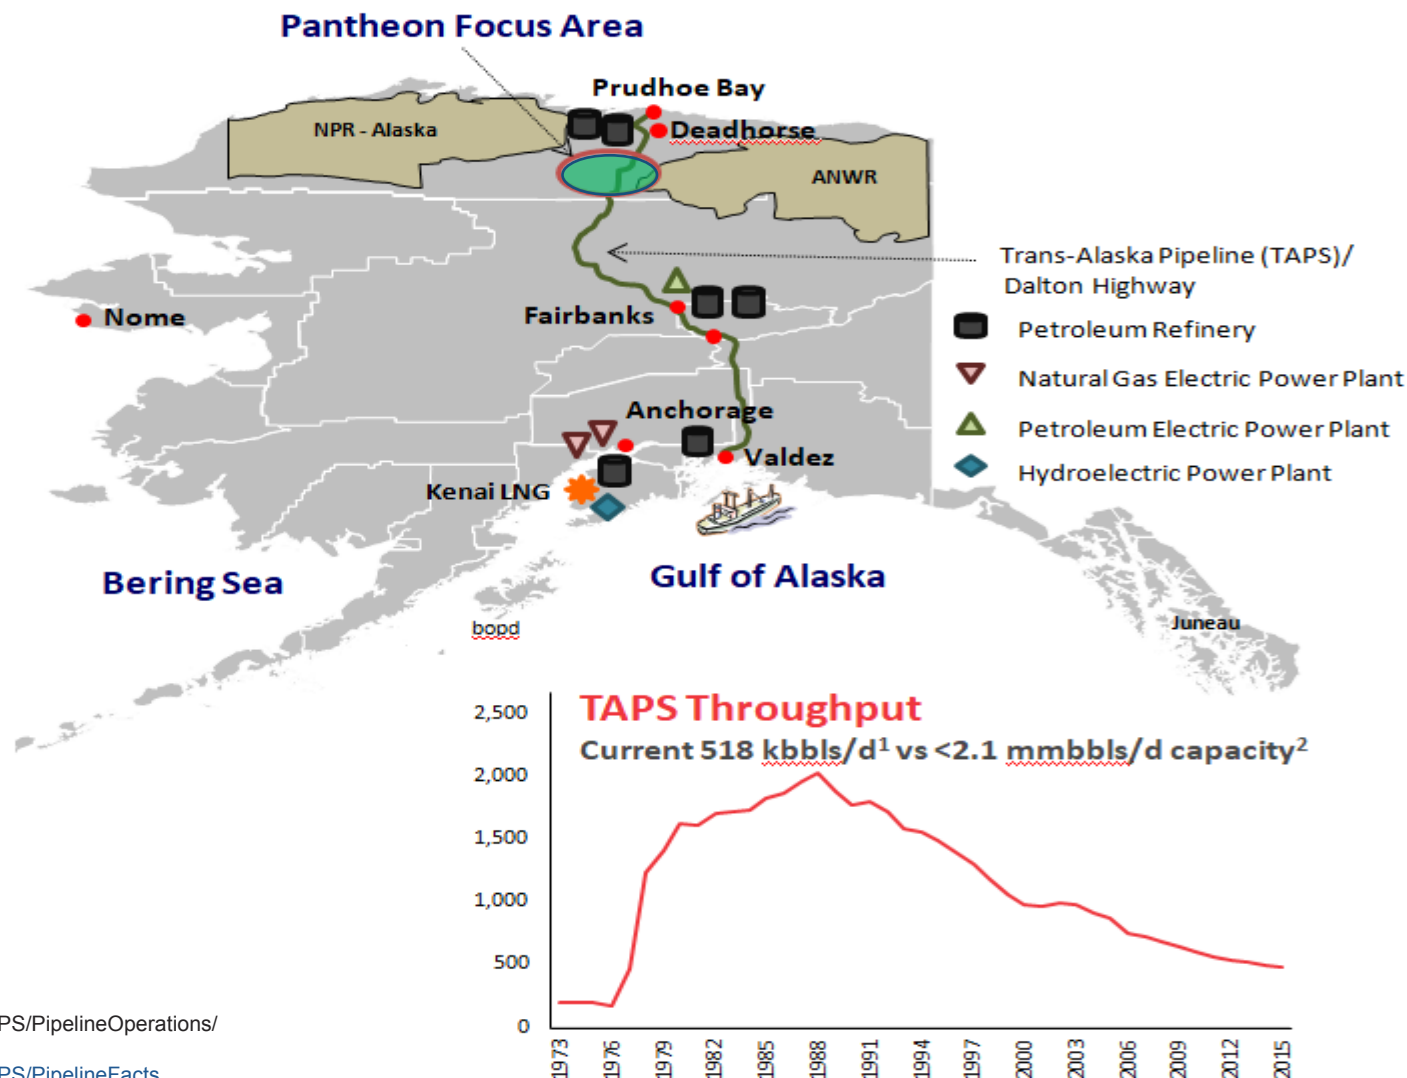 Pantheon Focus Area
Prudhoe Bay
NPR - Alaska
Deadhorse
ANWR
Trans-Alaska Pipeline (TAPS)/
Dalton Highway
Nome
Fairbanks
Petroleum Refinery
Natural Gas Electric Power Plant
Anchorage
Petroleum Electric Power Plant
Valdez
Hydroelectric Power Plant
Kenai LNG
Bering Sea
Gulf of Alaska
bopd
Juneau
TAPS Throughput
Current 518 kbbls/d¹ vs <2.1 mmbbls/d capacity²
2,500
2,000
1,500
1,000
500
0
1973
1976
1979
1982
1985
1988
1991
1994
1997
2000
2003
2006
2009
2012
2015
PS/PipelineOperations/
PS/PipelineFacts